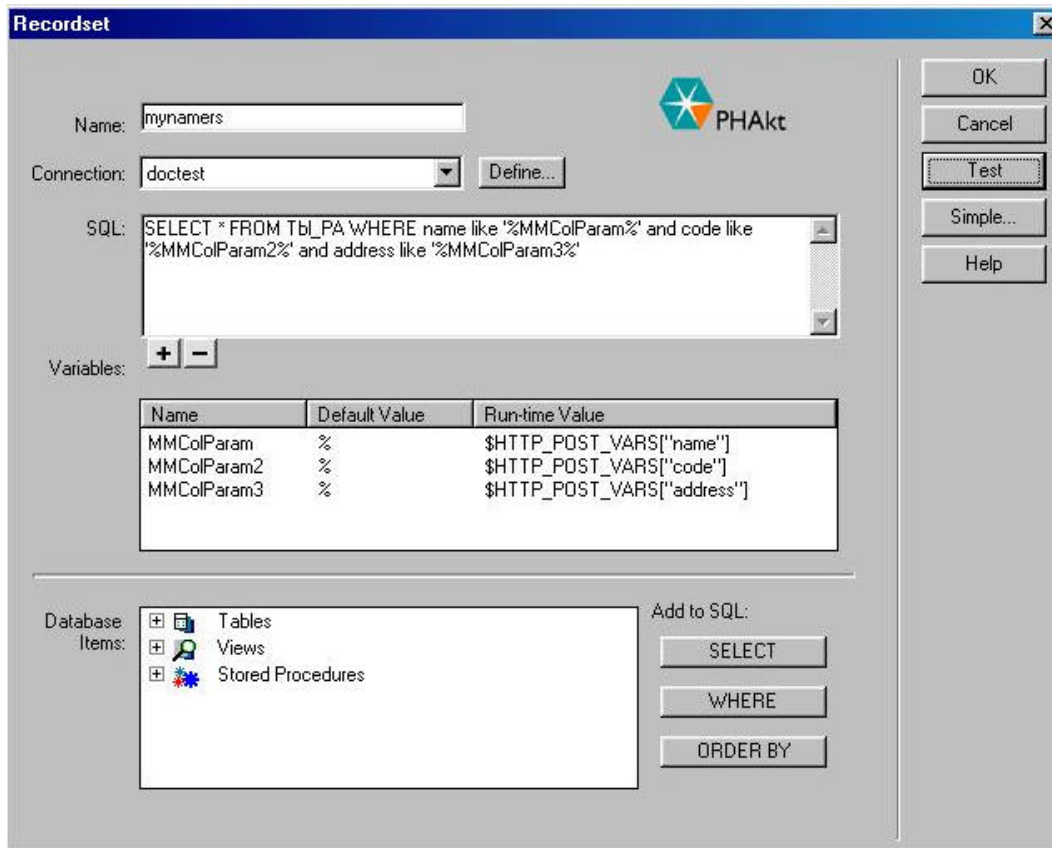 Recordset
OK
Name: mynamers
PHAkt
Cancel
Connection: doctest Define...
Test
SQL: SELECT * FROM Tbl_PA WHERE name like '%MMColParam%' and code like
'%MMColParam2%' and address like '%MMColParam3%'
Simple...
Help
+ −
Variables:
Name Default Value Run-time Value
MMColParam % $HTTP_POST_VARS["name"]
MMColParam2 % $HTTP_POST_VARS["code"]
MMColParam3 % $HTTP_POST_VARS["address"]
Database
Items:
Tables
Views
Stored Procedures
Add to SQL:
SELECT
WHERE
ORDER BY